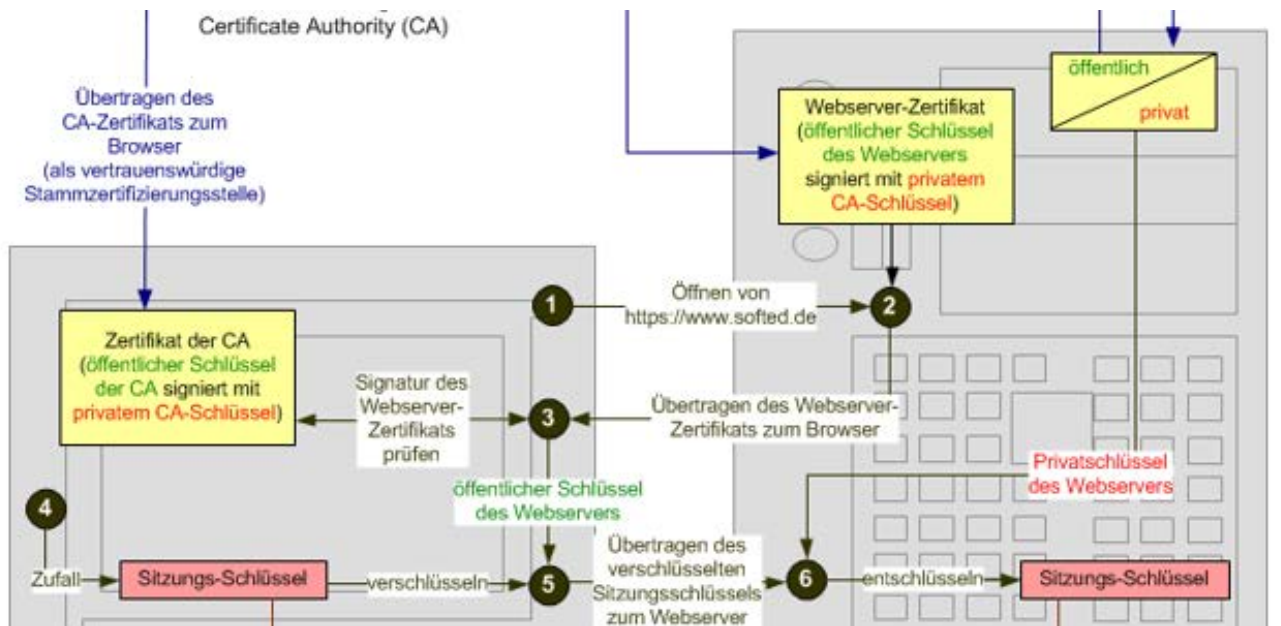 Certificate Authority (CA)
Übertragen des
CA-Zertifikats zum
Browser
(als vertrauenswürdige
Stammzertifizierungsstelle)
öffentlich
privat
Webserver-Zertifikat
(öffentlicher Schlüssel
des Webservers
signiert mit privatem
CA-Schlüssel)
1
Öffnen von
https://www.softed.de
2
Zertifikat der CA
(öffentlicher Schlüssel
der CA signiert mit
privatem CA-Schlüssel)
Signatur des
Webserver-
Zertifikats
prüfen
3
Übertragen des Webserver-
Zertifikats zum Browser
Privatschlüssel
des Webservers
öffentlicher Schlüssel
des Webservers
4
Zufall
Sitzungs-Schlüssel
verschlüsseln
5
Übertragen des
verschlüsselten
Sitzungsschlüssels
zum Webserver
6
entschlüsseln
Sitzungs-Schlüssel